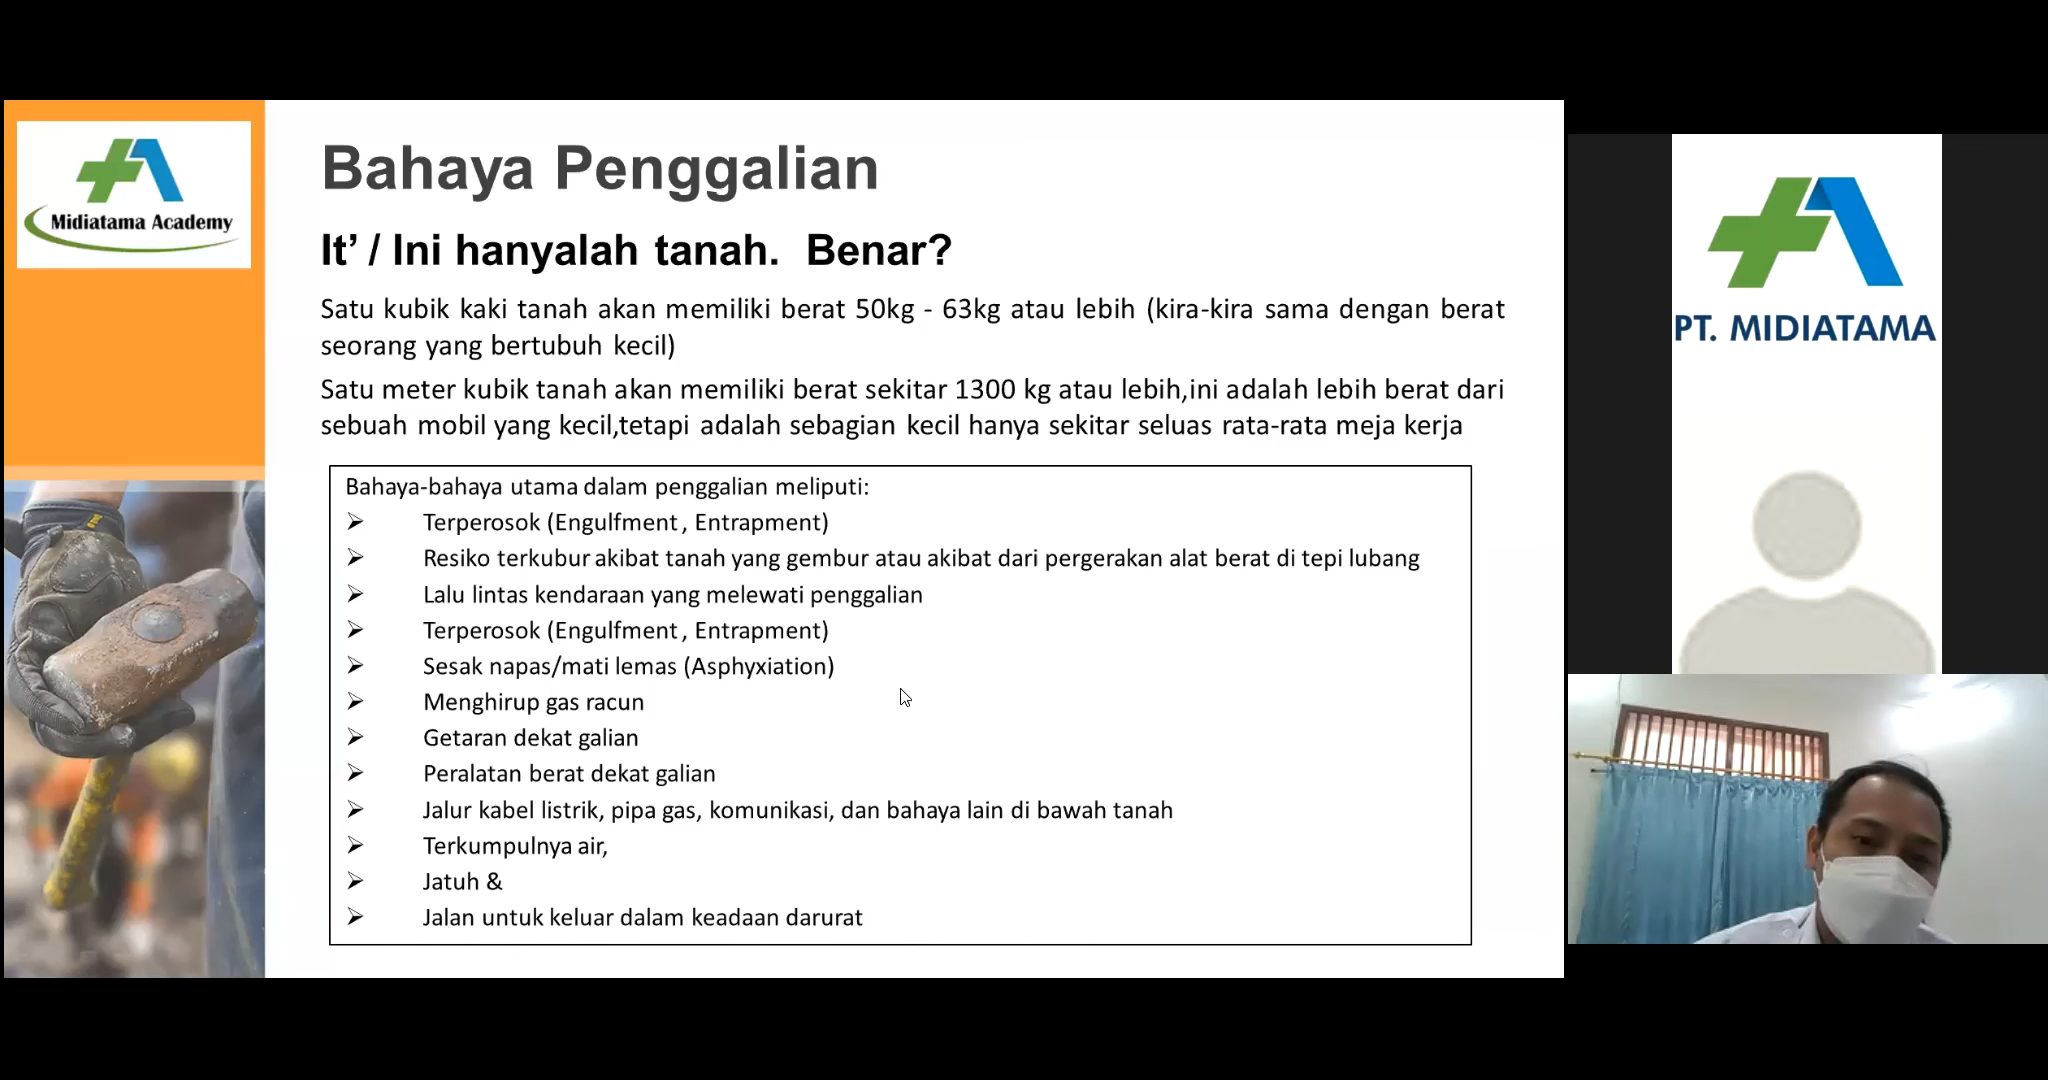 Midiatama Academy
Bahaya Penggalian
It’ / Ini hanyalah tanah. Benar?
Satu kubik kaki tanah akan memiliki berat 50kg - 63kg atau lebih (kira-kira sama dengan berat
seorang yang bertubuh kecil)
Satu meter kubik tanah akan memiliki berat sekitar 1300 kg atau lebih,ini adalah lebih berat dari
sebuah mobil yang kecil,tetapi adalah sebagian kecil hanya sekitar seluas rata-rata meja kerja
Bahaya-bahaya utama dalam penggalian meliputi:
Terperosok (Engulfment, Entrapment)
Resiko terkubur akibat tanah yang gembur atau akibat dari pergerakan alat berat di tepi lubang
Lalu lintas kendaraan yang melewati penggalian
Terperosok (Engulfment, Entrapment)
Sesak napas/mati lemas (Asphyxiation)
Menghirup gas racun
Getaran dekat galian
Peralatan berat dekat galian
Jalur kabel listrik, pipa gas, komunikasi, dan bahaya lain di bawah tanah
Terkumpulnya air,
Jatuh &
Jalan untuk keluar dalam keadaan darurat
PT. MIDIATAMA